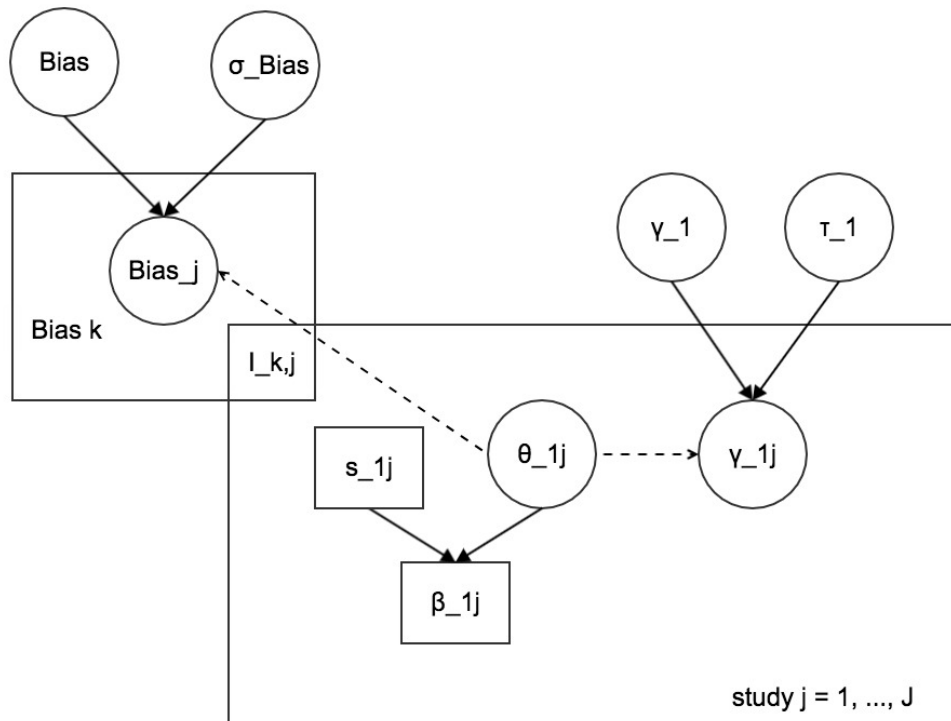 Bias
σ_Bias
γ_1
τ_1
Bias_j
Bias k
I_k,j
s_1j
θ_1j
γ_1j
β_1j
study j = 1, ..., J